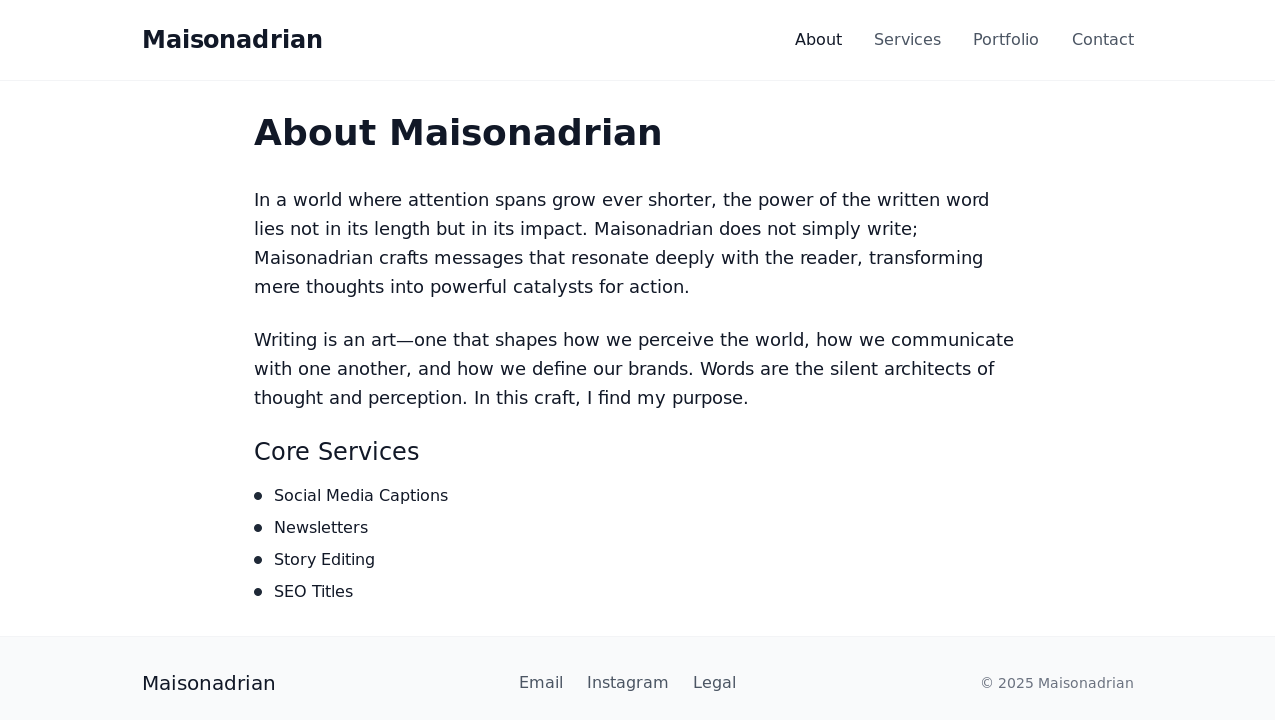 Maisonadrian
About Services Portfolio Contact
About Maisonadrian
In a world where attention spans grow ever shorter, the power of the written word
lies not in its length but in its impact. Maisonadrian does not simply write;
Maisonadrian crafts messages that resonate deeply with the reader, transforming
mere thoughts into powerful catalysts for action.
Writing is an art—one that shapes how we perceive the world, how we communicate
with one another, and how we define our brands. Words are the silent architects of
thought and perception. In this craft, I find my purpose.
Core Services
Social Media Captions
Newsletters
Story Editing
SEO Titles
Maisonadrian
Email Instagram Legal
© 2025 Maisonadrian